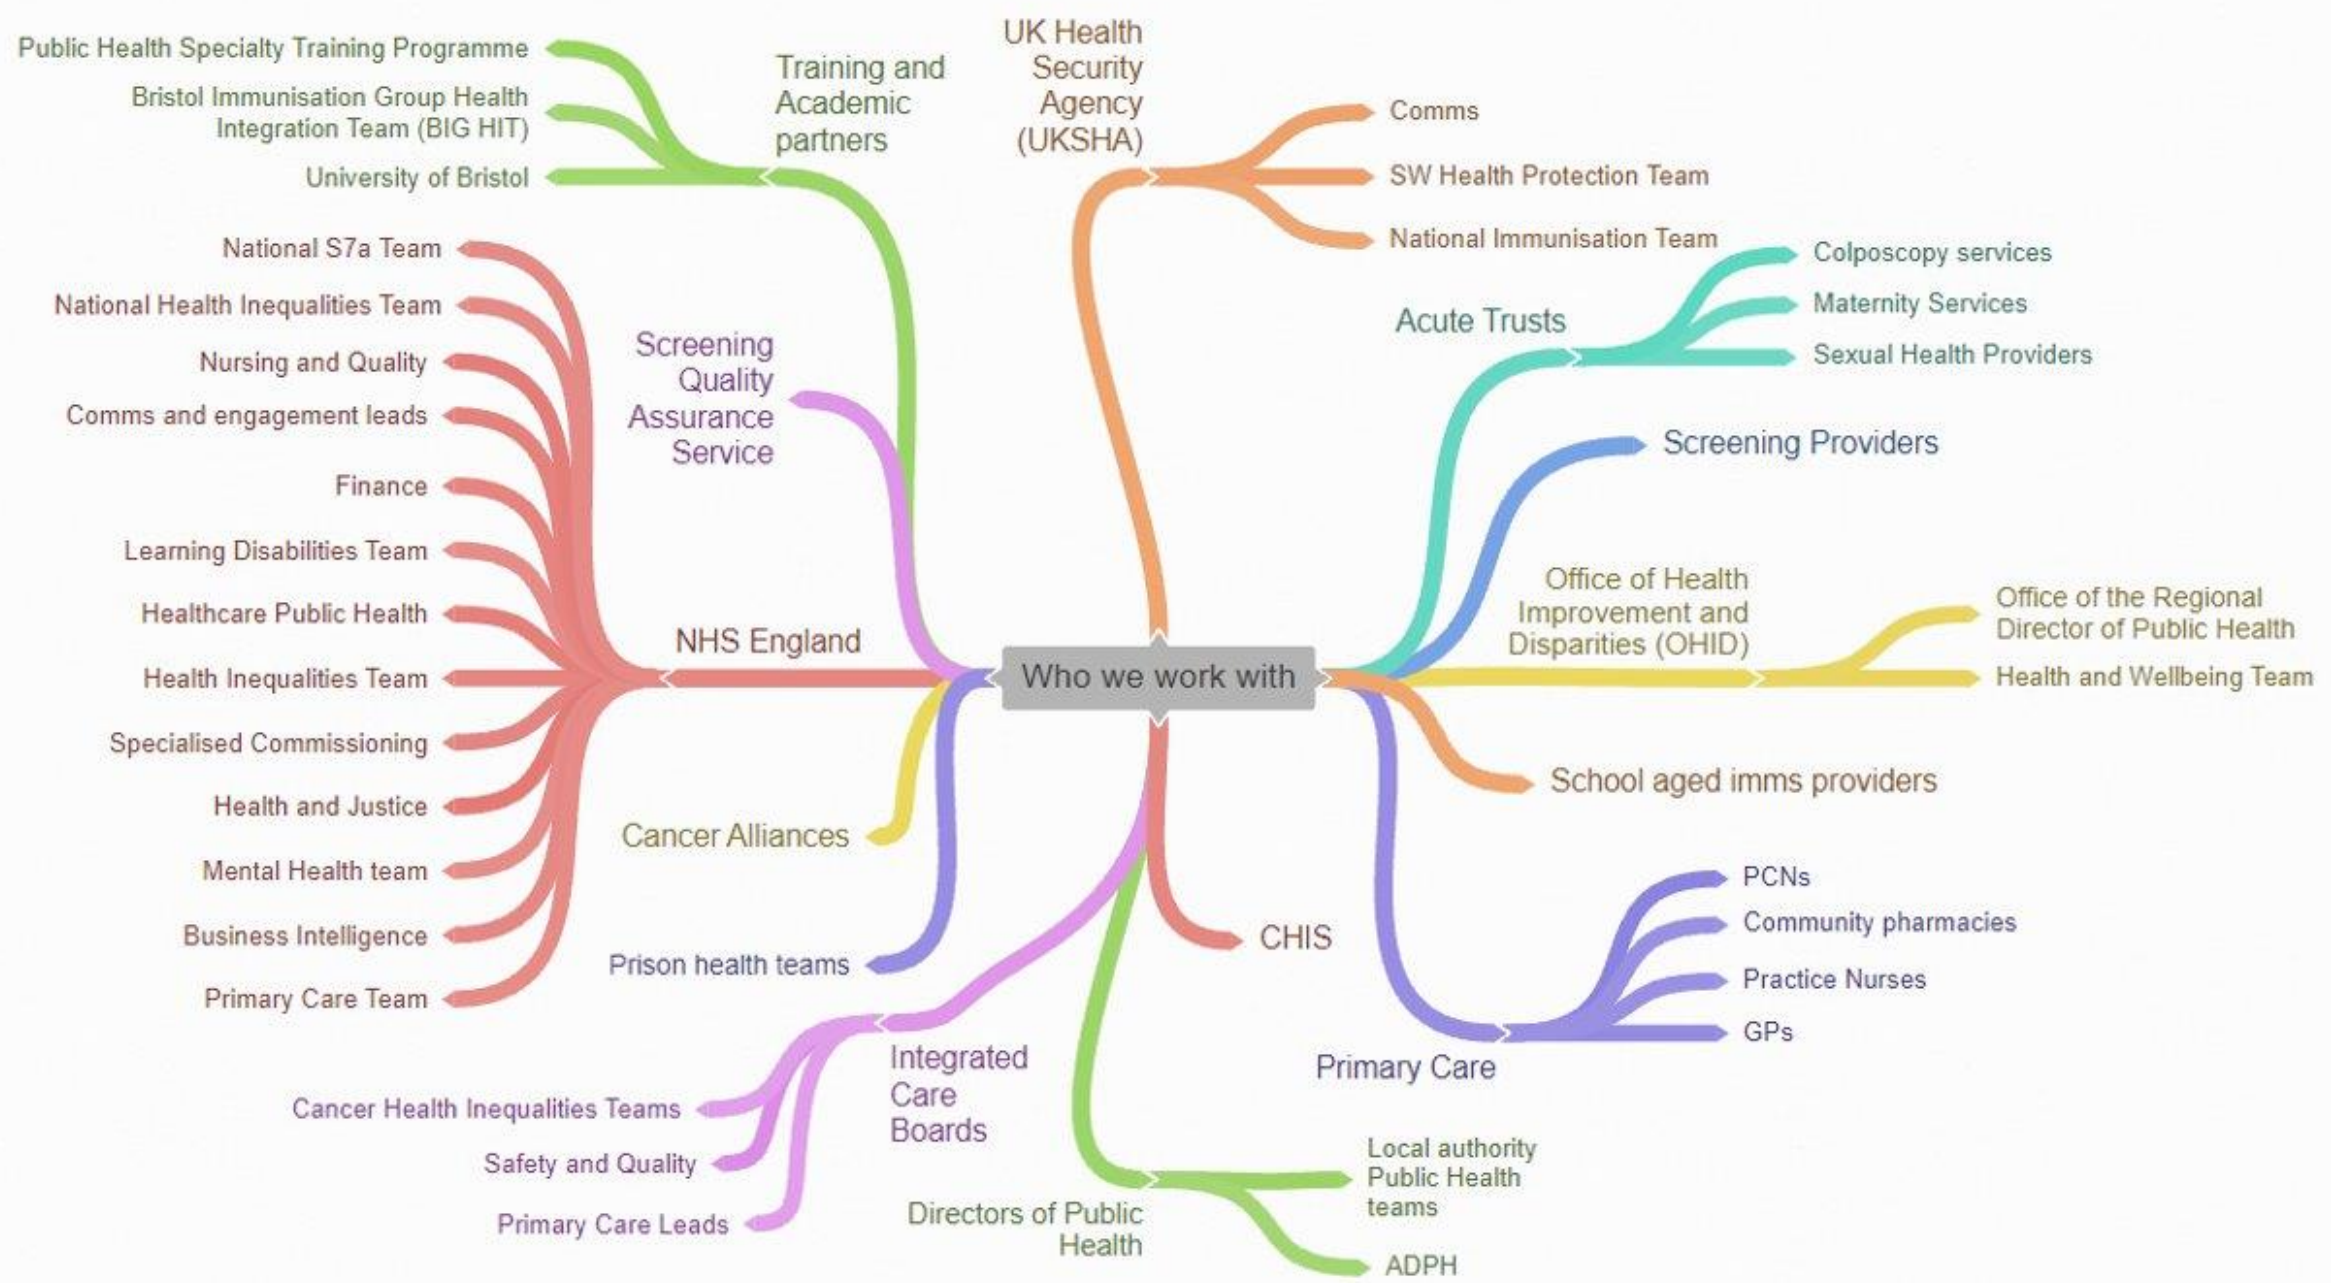 Public Health Specialty Training Programme
Bristol Immunisation Group Health
Integration Team (BIG HIT)
University of Bristol
Training and
Academic
partners
UK Health
Security
Agency
(UKSHA)
Comms
SW Health Protection Team
National Immunisation Team
National S7a Team
National Health Inequalities Team
Nursing and Quality
Comms and engagement leads
Finance
Learning Disabilities Team
Healthcare Public Health
Health Inequalities Team
Specialised Commissioning
Health and Justice
Mental Health team
Business Intelligence
Primary Care Team
NHS England
Screening
Quality
Assurance
Service
Acute Trusts
Colposcopy services
Maternity Services
Sexual Health Providers
Screening Providers
Office of Health
Improvement and
Disparities (OHID)
Office of the Regional
Director of Public Health
Health and Wellbeing Team
Who we work with
School aged imms providers
Cancer Alliances
Prison health teams
CHIS
PCNs
Community pharmacies
Practice Nurses
GPs
Primary Care
Integrated
Care
Boards
Cancer Health Inequalities Teams
Safety and Quality
Primary Care Leads
Directors of Public
Health
Local authority
Public Health
teams
ADPH